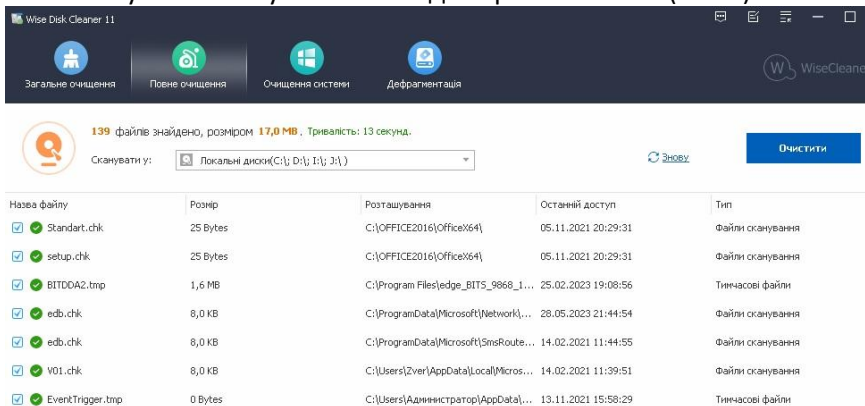 Wise Disk Cleaner 11
Загальне очищення Повне очищення Очищення системи Дефрагментація
WiseCleane
139 файлів знайдено, розміром 17,0 MB, Тривалість: 13 секунд.
Сканувати у: Локальні диски(C:\; D:\; I:\; J:\ ) Знову Очистити
Назва файлу Розмір Розташування Останній доступ Тип
Standart.chk 25 Bytes C:\OFFICE2016\OfficeX64\ 05.11.2021 20:29:31 Файли сканування
setup.chk 25 Bytes C:\OFFICE2016\OfficeX64\ 05.11.2021 20:29:31 Файли сканування
BITDDA2.tmp 1,6 MB C:\Program Files\edge_BITS_9868_1... 25.02.2023 19:08:56 Тимчасові файли
edb.chk 8,0 KB C:\ProgramData\Microsoft\Network\... 28.05.2023 21:44:54 Файли сканування
edb.chk 8,0 KB C:\ProgramData\Microsoft\SmsRoute... 14.02.2021 11:44:55 Файли сканування
V01.chk 8,0 KB C:\Users\Zver\AppData\Local\Micros... 14.02.2021 11:39:51 Файли сканування
EventTrigger.tmp 0 Bytes C:\Users\Администратор\AppData\... 13.11.2021 15:58:29 Тимчасові файли